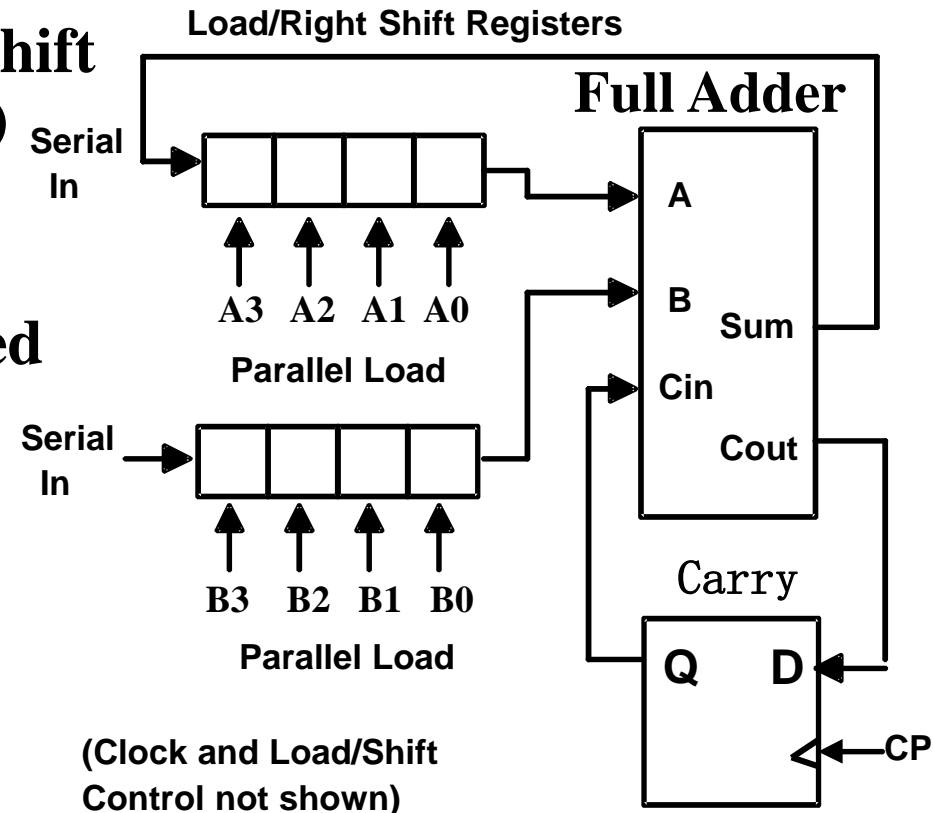 Load/Right Shift Registers
hift
)
Full Adder
Serial
In
A
A3 A2 A1 A0
B
Sum
ed
Parallel Load
Cin
Serial
In
Cout
B3 B2 B1 B0
Carry
Parallel Load
Q D
(Clock and Load/Shift
Control not shown)
CP